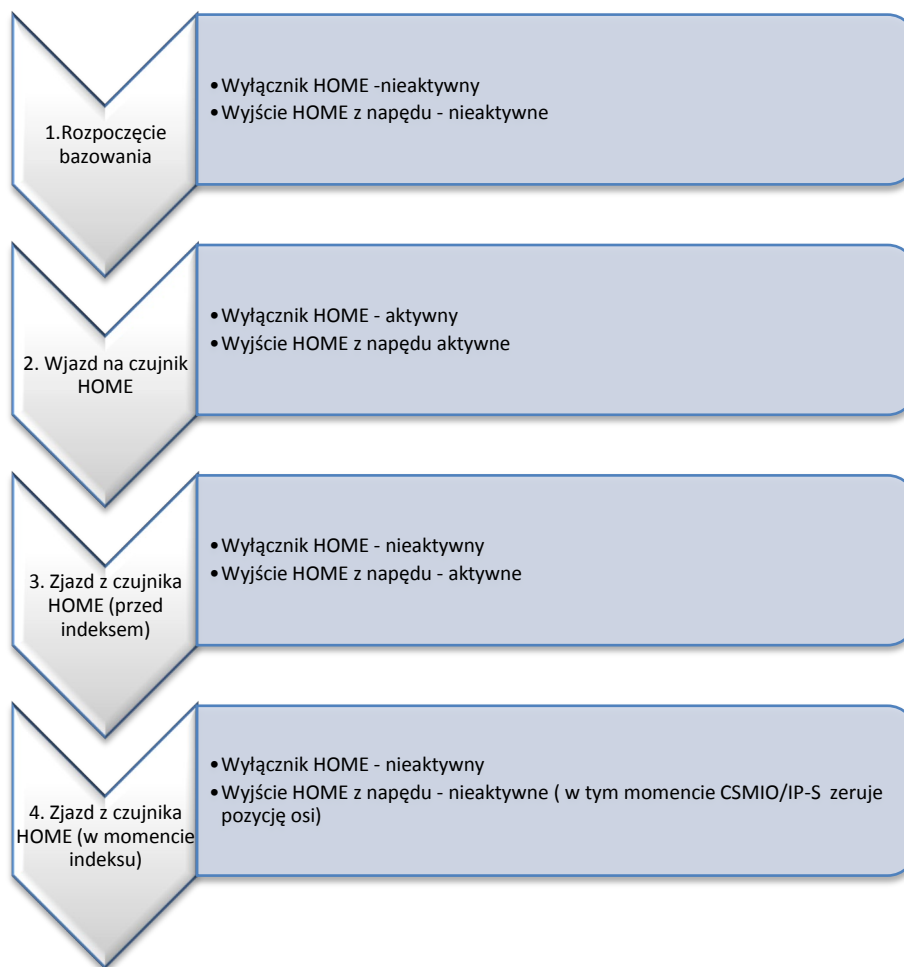 1.Rozpoczęcie
bazowania
•Wyłącznik HOME -nieaktywny
•Wyjście HOME z napędu - nieaktywne
2. Wjazd na czujnik
HOME
•Wyłącznik HOME - aktywny
•Wyjście HOME z napędu aktywne
3. Zjazd z czujnika
HOME (przed
indeksem)
•Wyłącznik HOME - nieaktywny
•Wyjście HOME z napędu - aktywne
4. Zjazd z czujnika
HOME (w momencie
indeksu)
•Wyłącznik HOME - nieaktywny
•Wyjście HOME z napędu - nieaktywne ( w tym momencie CSMIO/IP-S zeruje
pozycję osi)